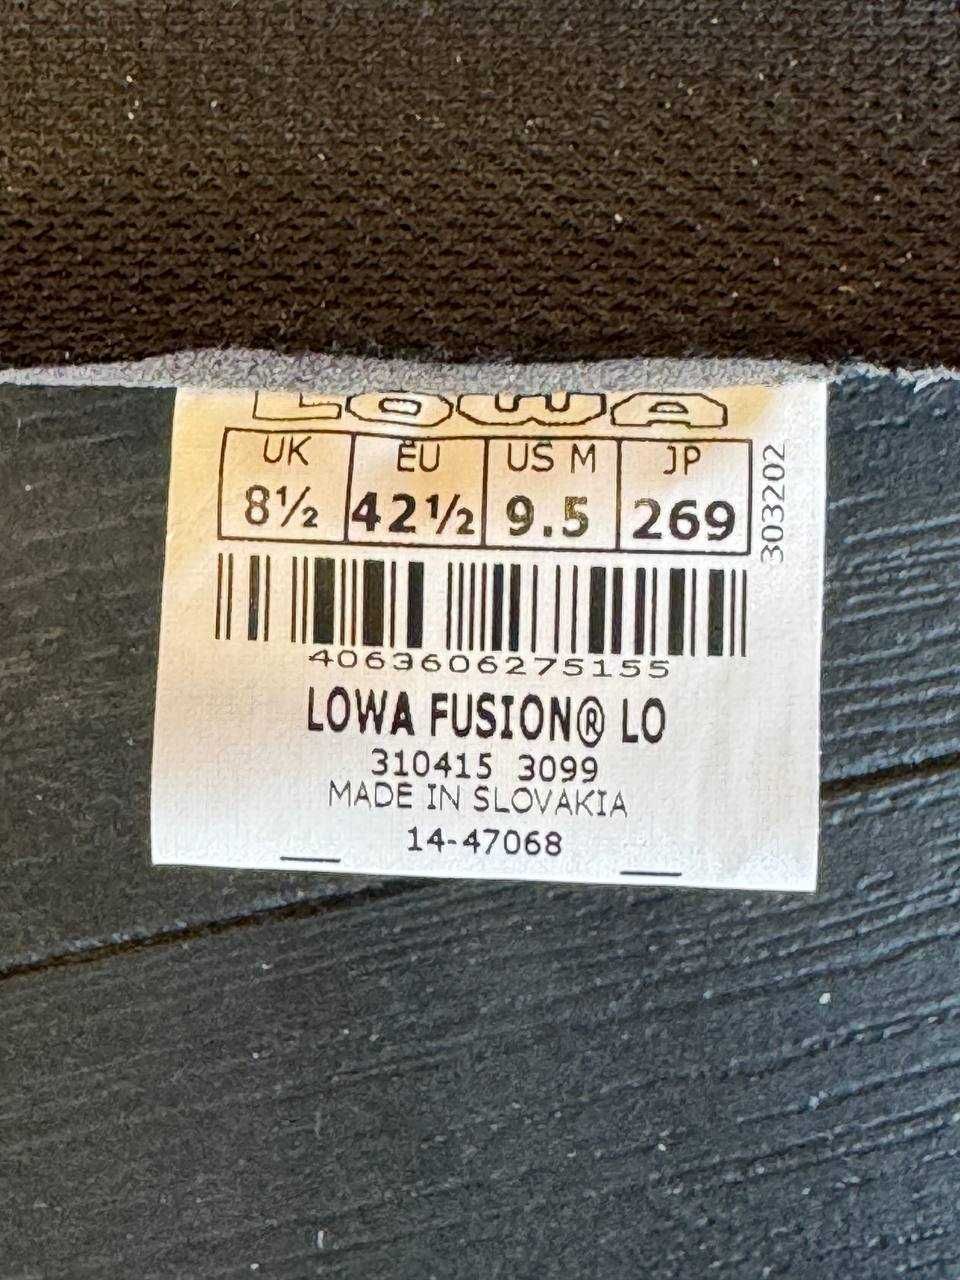 LOWA
UK EU US M JP
8½ 42½ 9.5 269
303202
4063606275155
LOWA FUSION® LO
310415 3099
MADE IN SLOVAKIA
14-47068